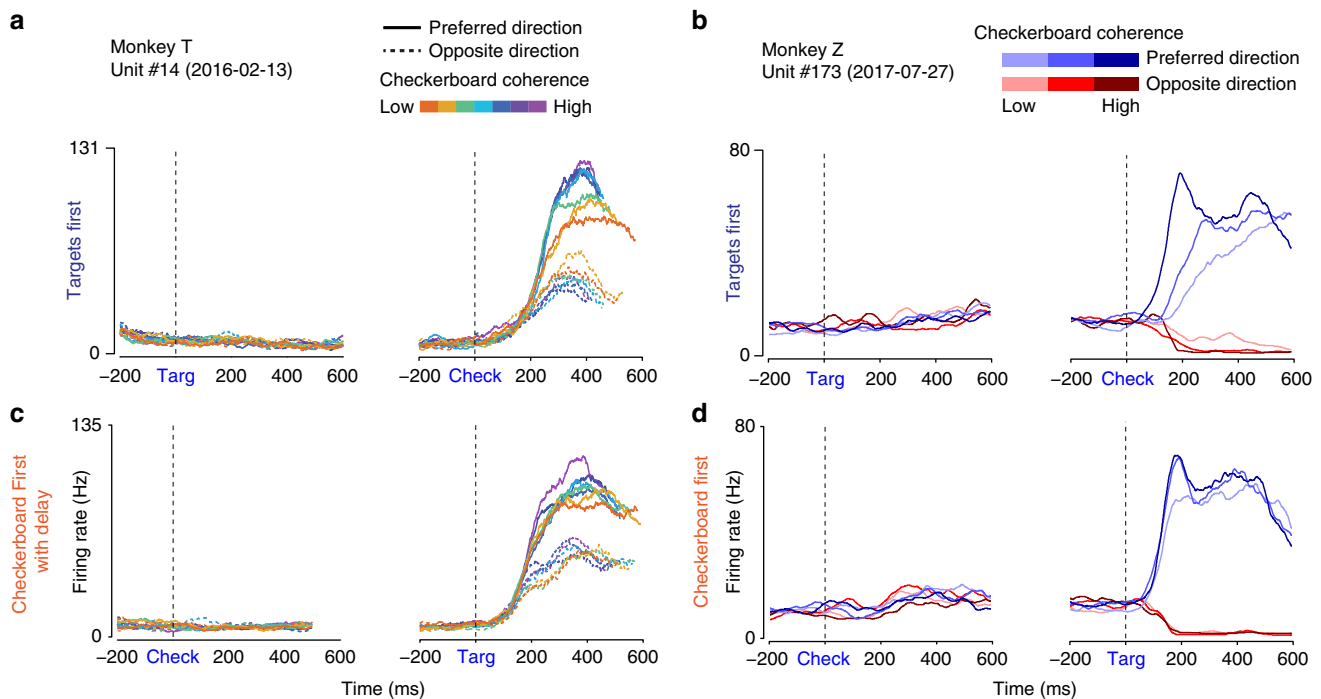 a
Monkey T
Unit #14 (2016-02-13)
Preferred direction
Opposite direction
Checkerboard coherence
Low High
Targets first
131
0
−200 Targ 200 400 600
−200 Check 200 400 600
b
Monkey Z
Unit #173 (2017-07-27)
Checkerboard coherence
Preferred direction
Opposite direction
Low High
Targets first
80
0
−200 Targ 200 400 600
−200 Check 200 400 600
c
Checkerboard First
with delay
Firing rate (Hz)
135
0
−200 Check 200 400 600
−200 Targ 200 400 600
Time (ms)
d
Checkerboard first
Firing rate (Hz)
80
0
−200 Check 200 400 600
−200 Targ 200 400 600
Time (ms)